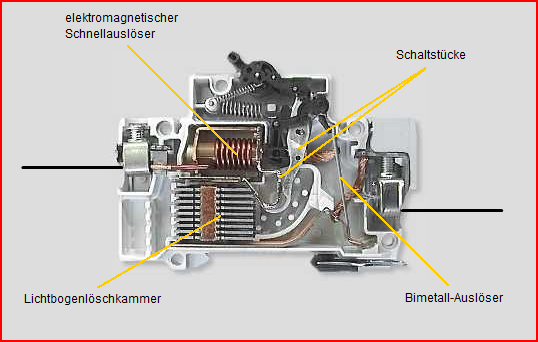 elektromagnetischer
Schnellauslöser
Schaltstücke
Lichtbogenlöschkammer
Bimetall-Auslöser